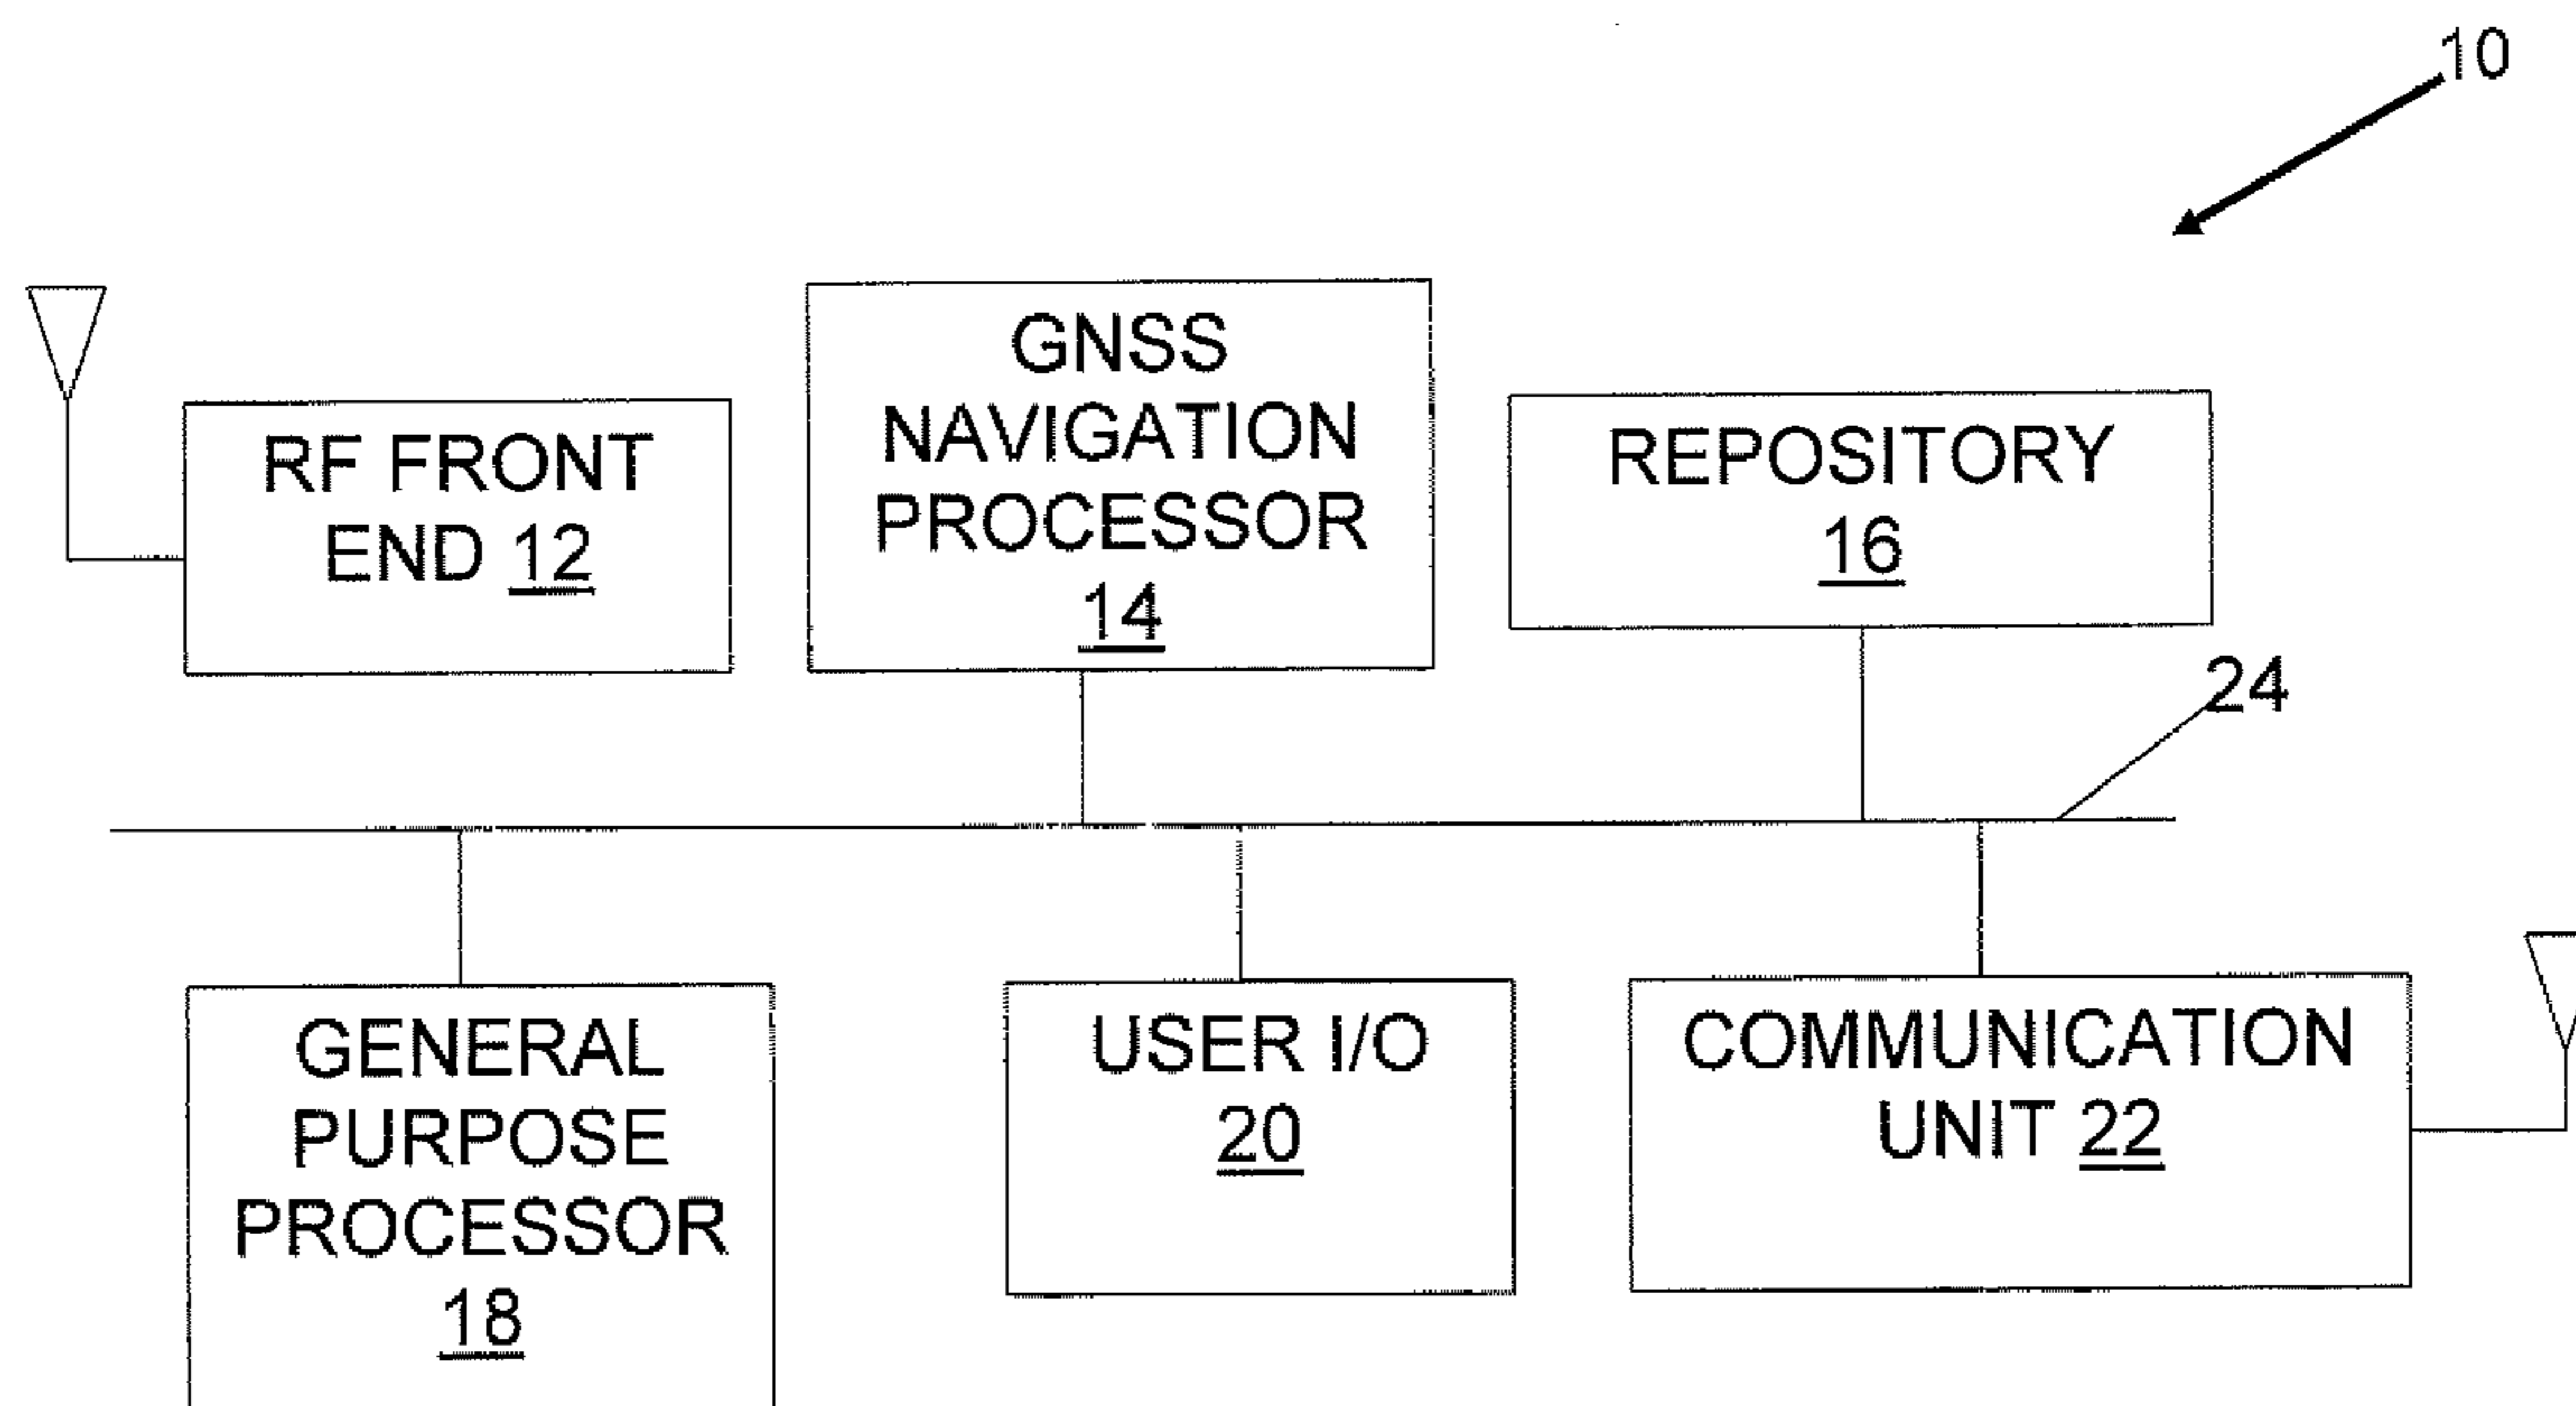 10
RF FRONT
END 12
GNSS
NAVIGATION
PROCESSOR
14
REPOSITORY
16
24
GENERAL
PURPOSE
PROCESSOR
18
USER I/O
20
COMMUNICATION
UNIT 22